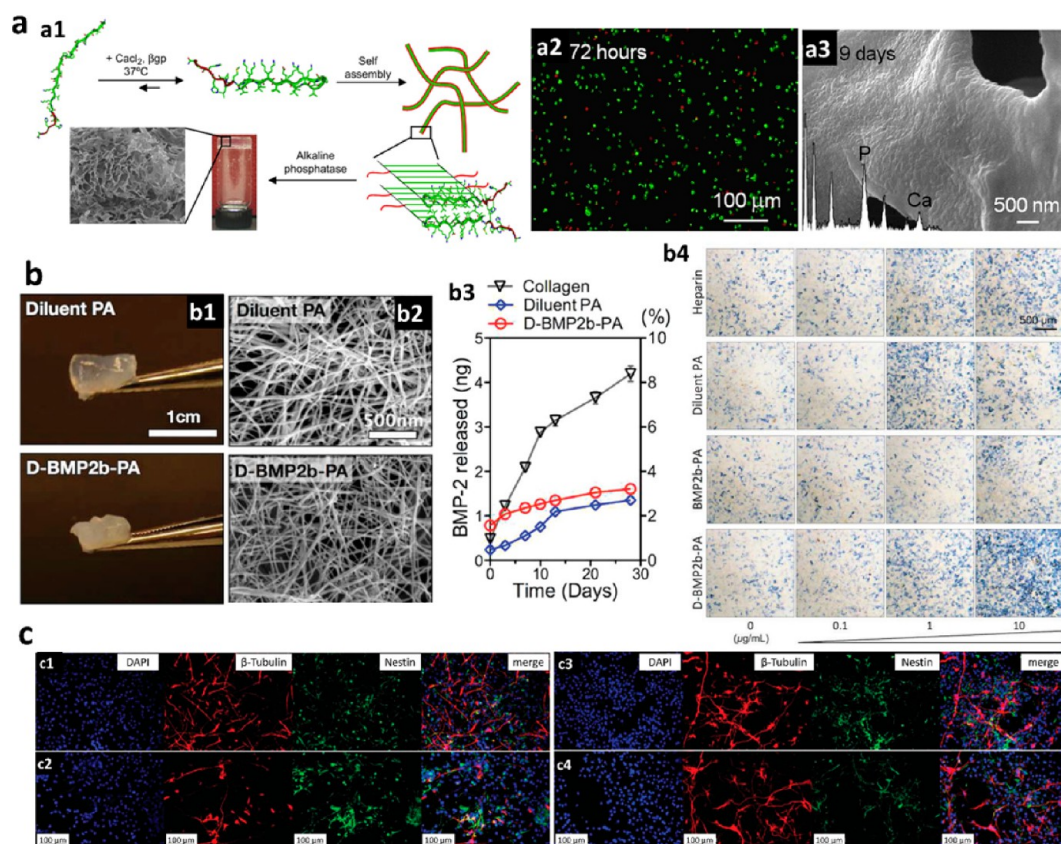 a
a1
+ Cacl₂, βgp
37ºC
Self
assembly
Alkaline
phosphatase
a2
72 hours
100 µm
a3
9 days
P
Ca
500 nm
b
Diluent PA
b1
1cm
D-BMP2b-PA
Diluent PA
b2
500nm
D-BMP2b-PA
b3
Collagen
Diluent PA
D-BMP2b-PA
(%)
BMP-2 released (ng)
5
4
3
2
1
0
10
8
6
4
2
0
0 10 20 30
Time (Days)
b4
Heparin
500 µm
Diluent PA
BMP2b-PA
D-BMP2b-PA
0 0.1 1 10
(µg/mL)
c
c1 DAPI β-Tubulin Nestin merge
c2
100 µm 100 µm 100 µm 100 µm
c3 DAPI β-Tubulin Nestin merge
c4
100 µm 100 µm 100 µm 100 µm